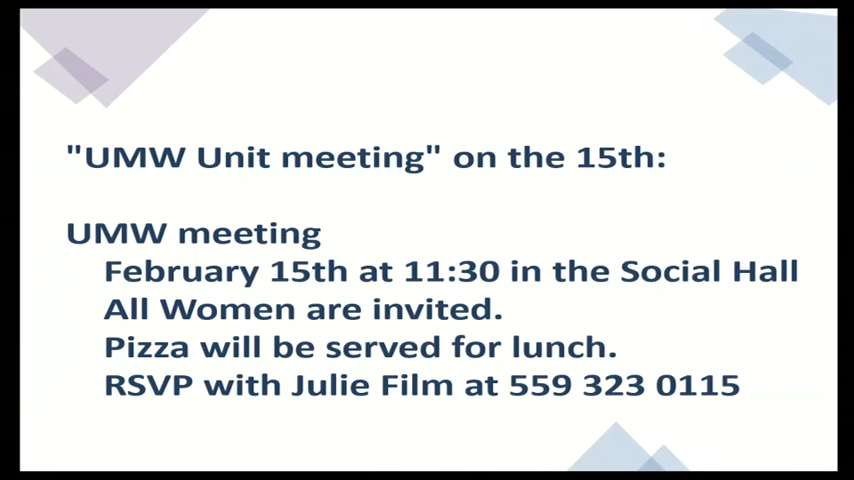 "UMW Unit meeting" on the 15th:
UMW meeting
February 15th at 11:30 in the Social Hall
All Women are invited.
Pizza will be served for lunch.
RSVP with Julie Film at 559 323 0115